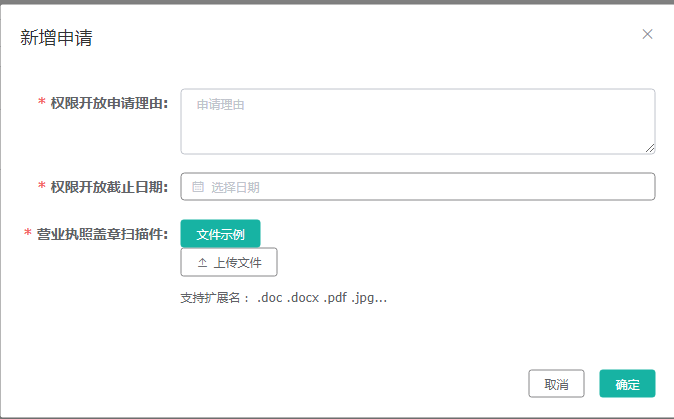 新增申请
* 权限开放申请理由:
申请理由
* 权限开放截止日期:
选择日期
* 营业执照盖章扫描件:
文件示例
上传文件
支持扩展名： .doc .docx .pdf .jpg...
取消
确定